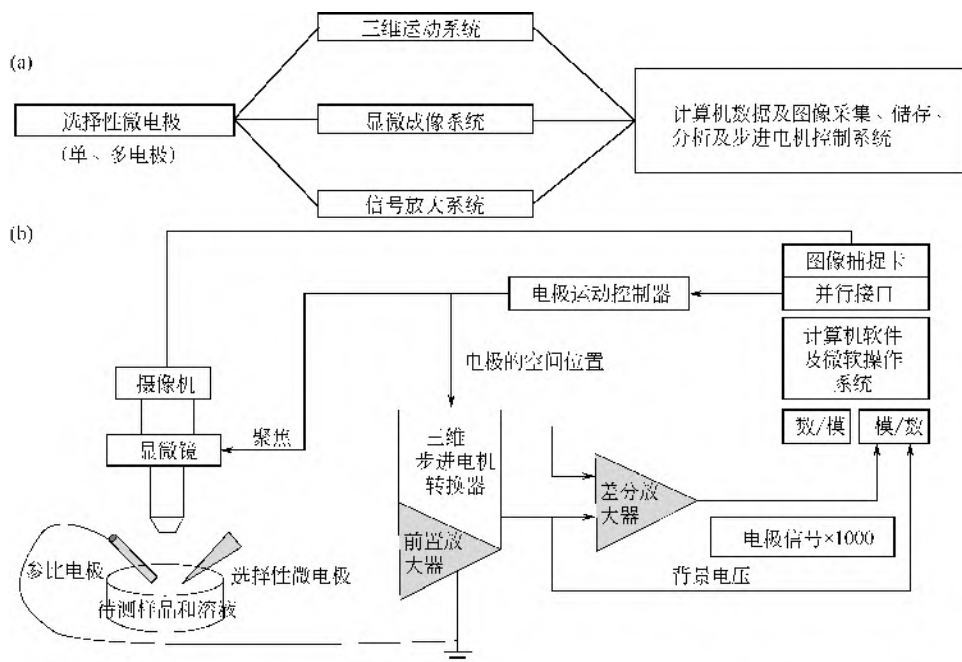 三维运动系统
(a)
选择性微电极
(单、多电极)
显微成像系统
计算机数据及图像采集、储存、
分析及步进电机控制系统
信号放大系统
(b)
图像捕捉卡
并行接口
电极运动控制器
计算机软件
及微软操作
系统
电极的空间位置
摄像机
数/模
模/数
显微镜
聚焦
三维
步进电机
转换器
差分放
大器
前置放
大器
电极信号×1000
参比电极
选择性微电极
背景电压
待测样品和溶液